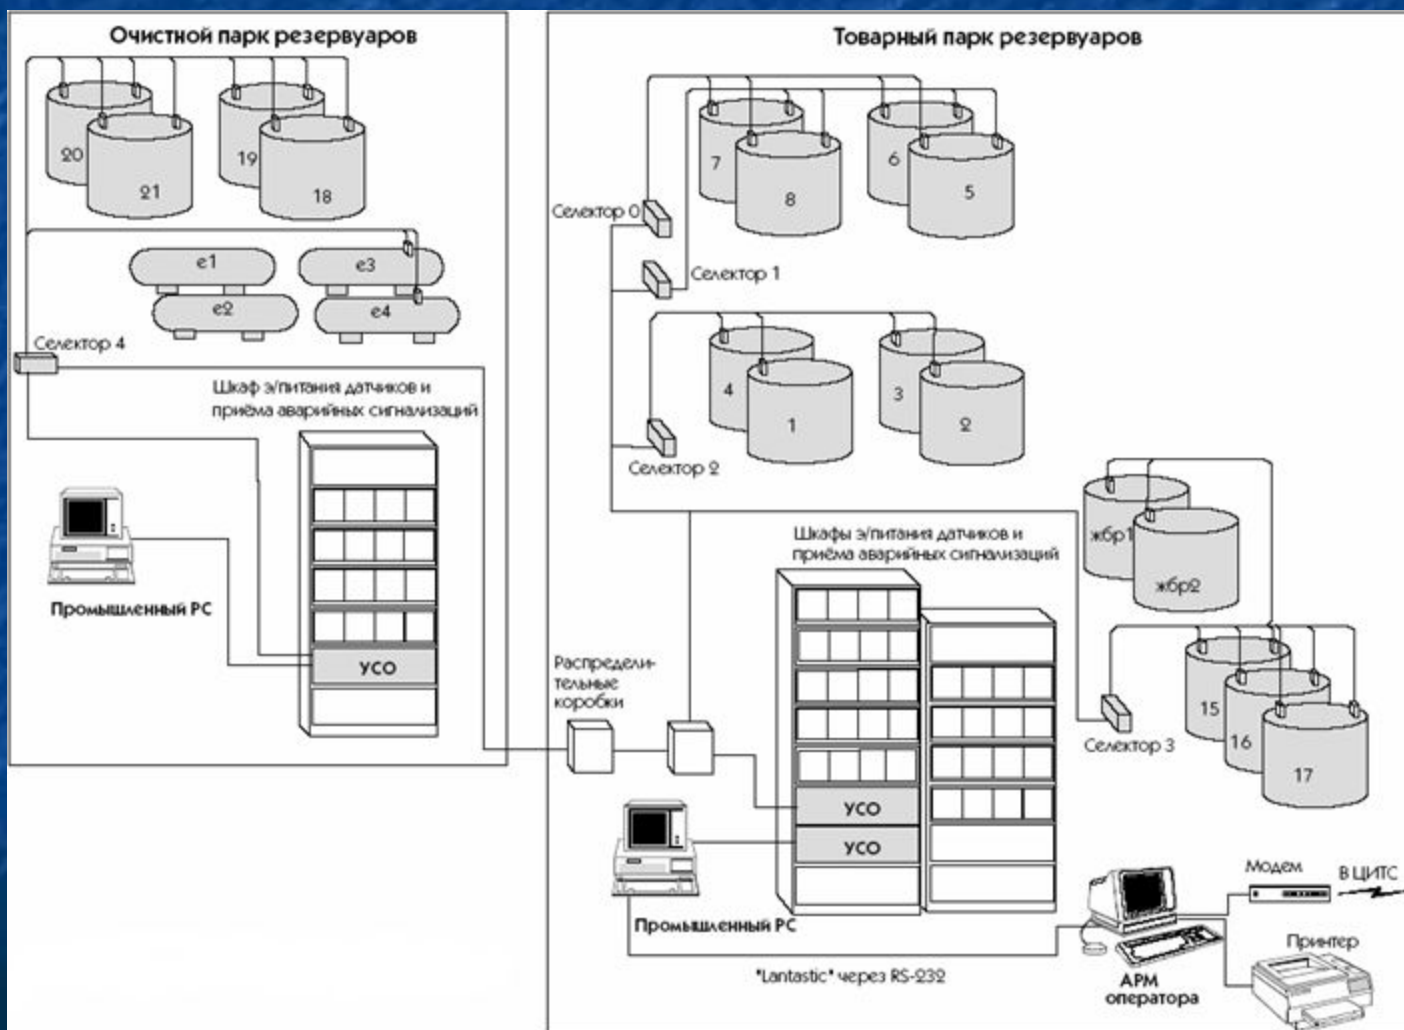 Очистной парк резервуаров
20
21
19
18
е1
е2
е3
е4
Селектор 4
Шкаф э/питания датчиков и
приёма аварийных сигнализаций
УСО
Промышленный РС
Товарный парк резервуаров
7
8
6
5
Селектор 0
Селектор 1
4
1
3
2
Селектор 2
жбр1
жбр2
Шкафы э/питания датчиков и
приёма аварийных сигнализаций
15
16
17
Селектор 3
Распредели-
тельные
коробки
УСО
УСО
Промышленный РС
"Lantastic" через RS-232
АРМ
оператора
Модем
В ЦИТС
Принтер